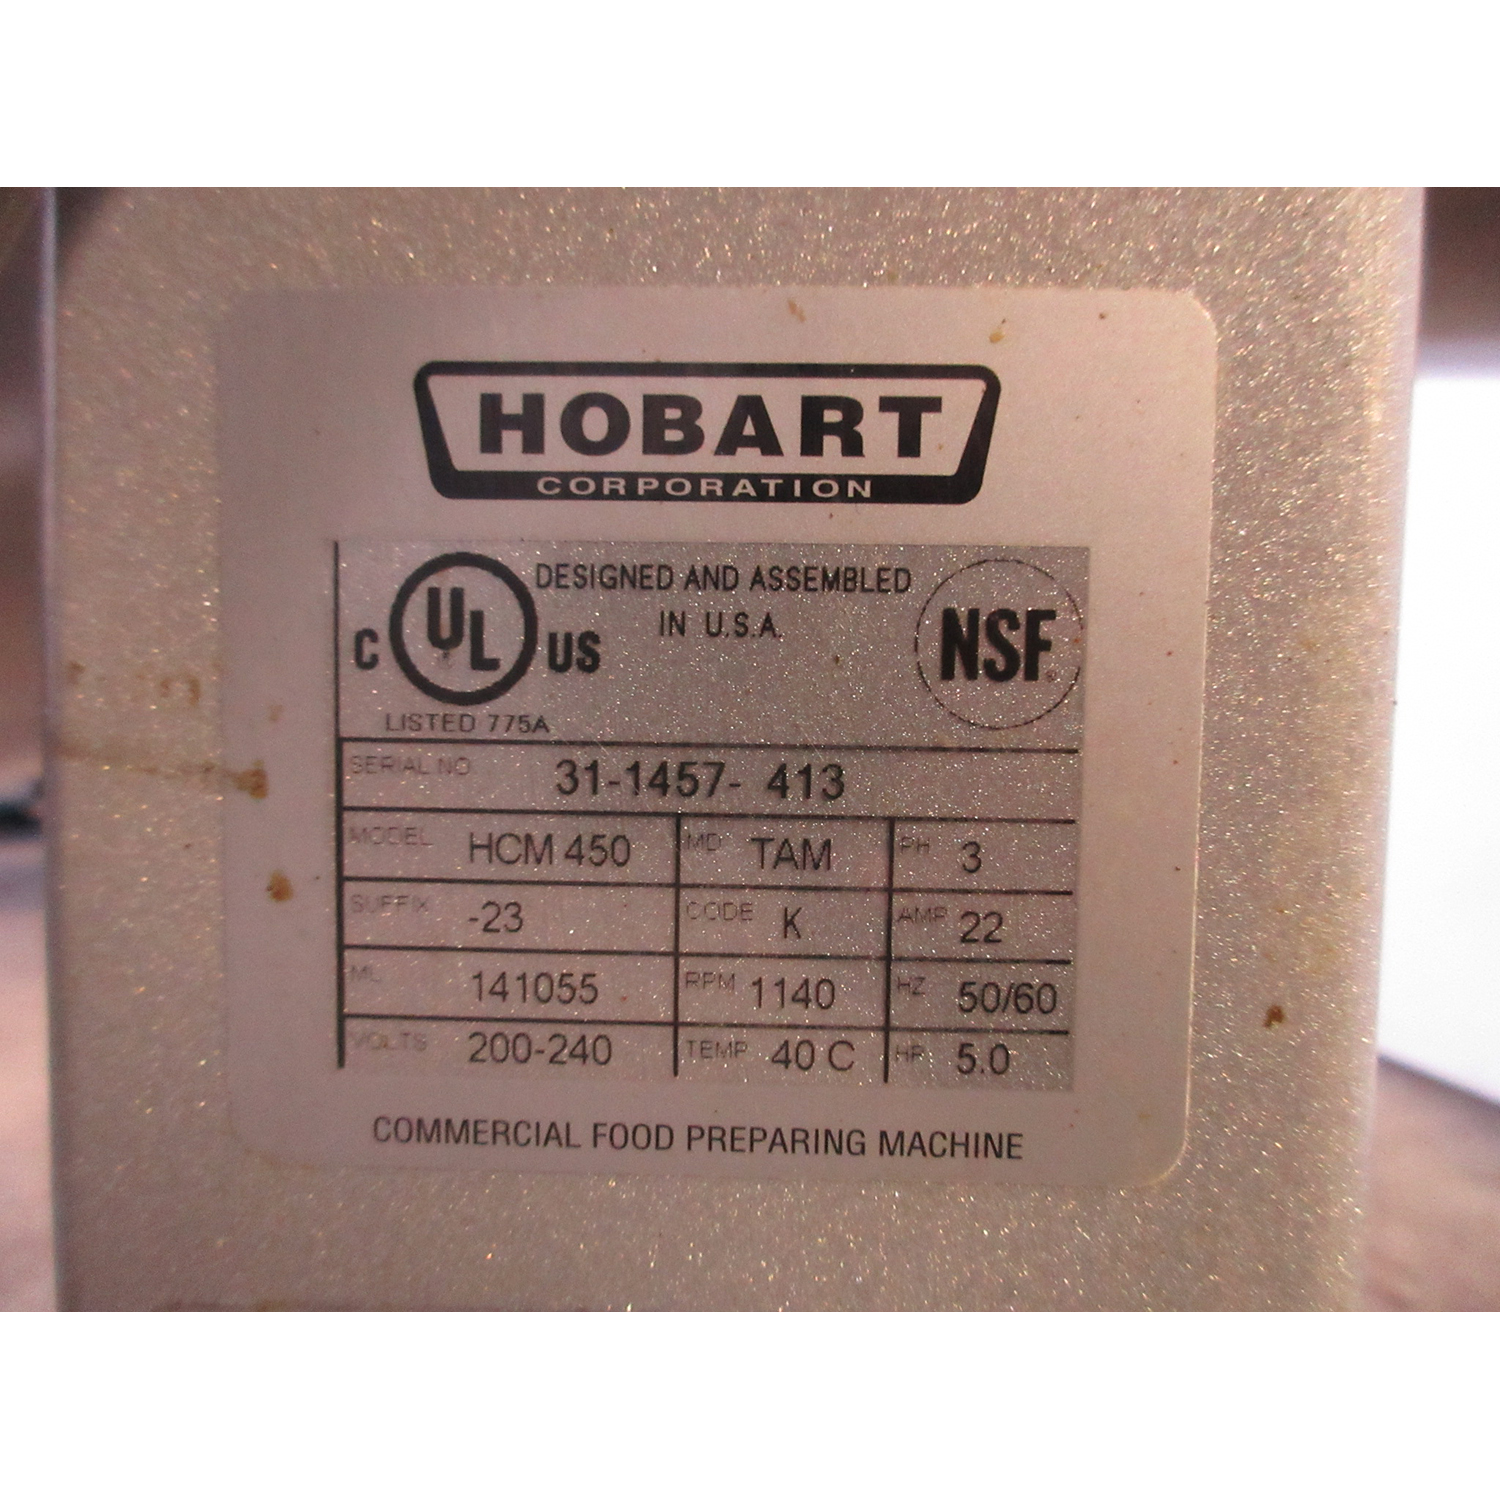 HOBART
CORPORATION
DESIGNED AND ASSEMBLED
IN U.S.A.
C UL US
NSF
LISTED 775A
SERIAL NO 31-1457- 413
MODEL HCM 450 MD TAM PH 3
SUFFIX -23 CODE K AMP 22
ML 141055 RPM 1140 HZ 50/60
VOLTS 200-240 TEMP 40 C HP 5.0
COMMERCIAL FOOD PREPARING MACHINE